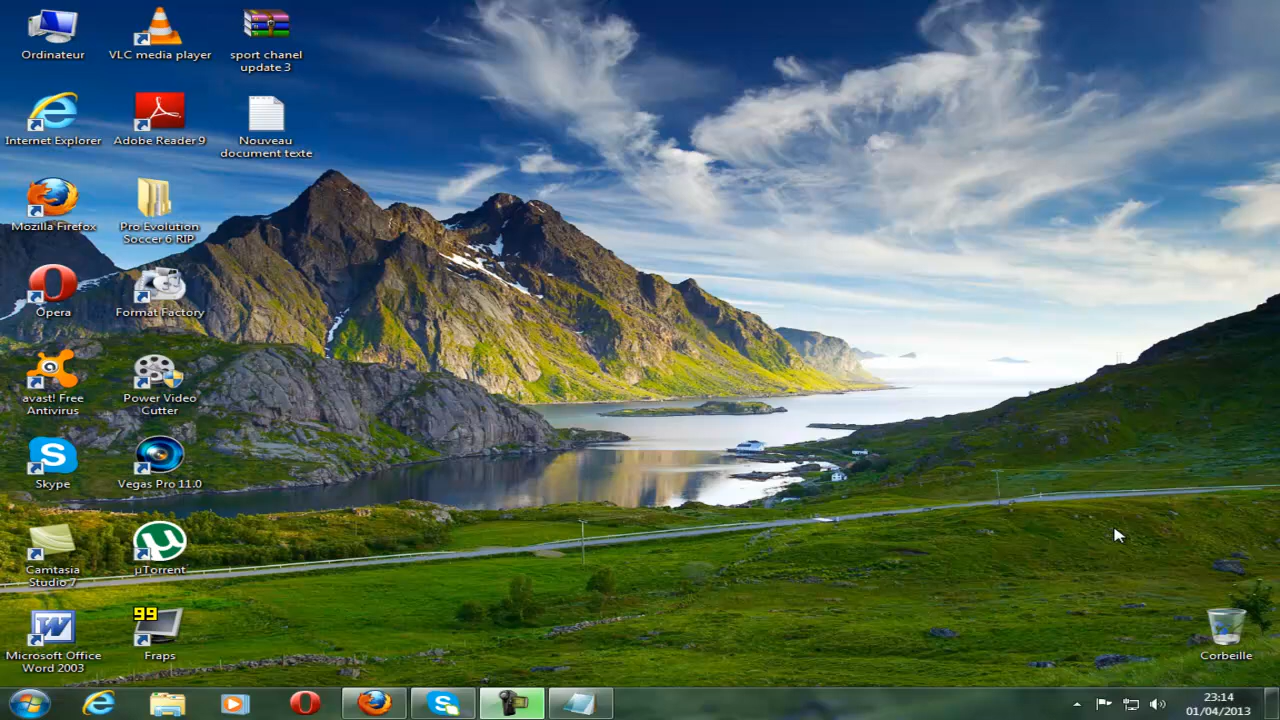 Ordinateur
VLC media player
sport chanel
update 3
Internet Explorer
Adobe Reader 9
Nouveau
document texte
Mozilla Firefox
Pro Evolution
Soccer 6 RIP
Opera
Format Factory
avast! Free
Antivirus
Power Video
Cutter
Skype
Vegas Pro 11.0
Camtasia
Studio 7
µTorrent
Microsoft Office
Word 2003
99
Fraps
Corbeille
23:14
01/04/2013